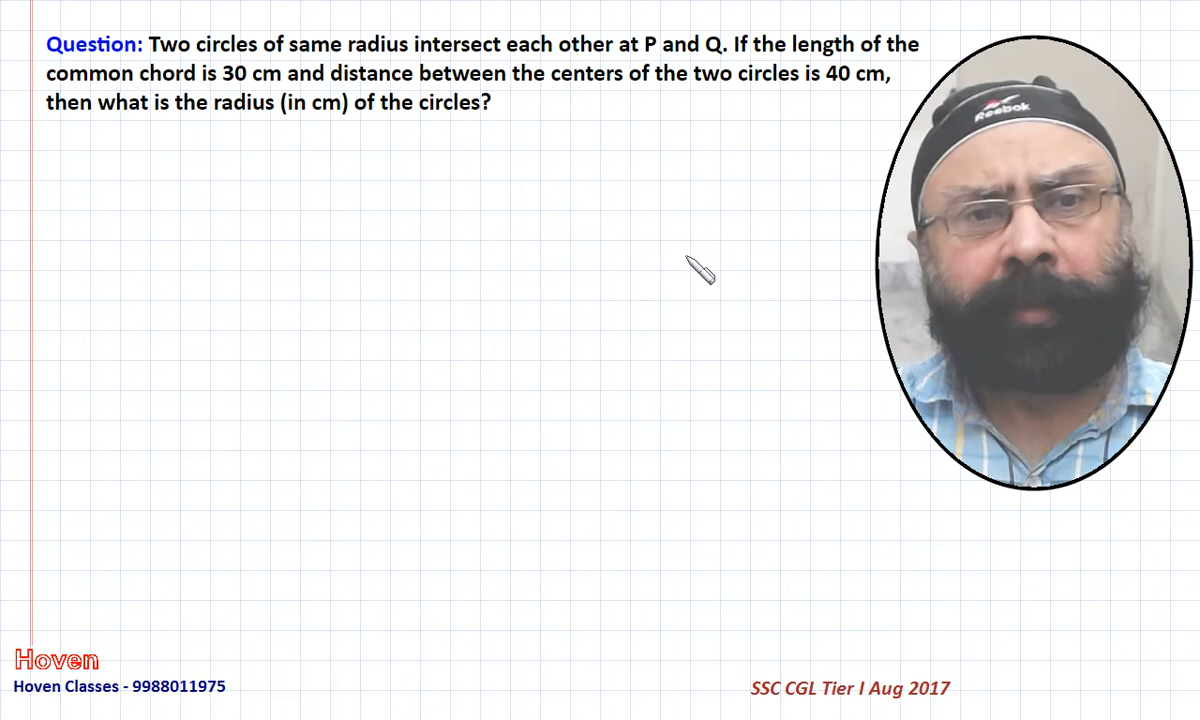 Question: Two circles of same radius intersect each other at P and Q. If the length of the
common chord is 30 cm and distance between the centers of the two circles is 40 cm,
then what is the radius (in cm) of the circles?
Reebok
Hoven
Hoven Classes - 9988011975
SSC CGL Tier I Aug 2017